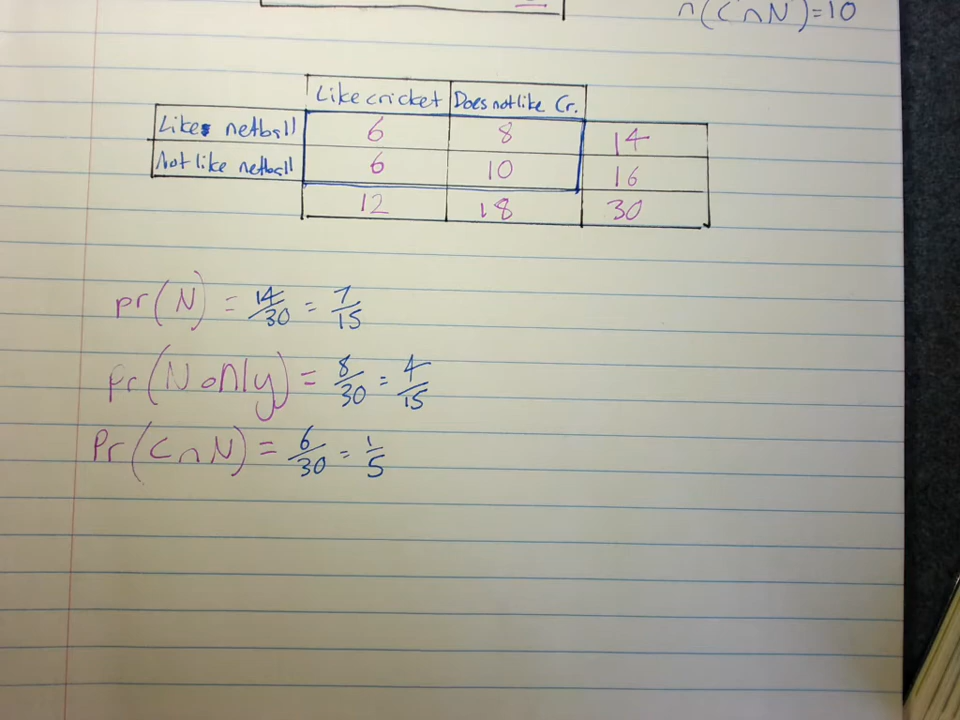 n(C∩N')=10
Like cricket Does not like Cr.
Likes netball 6 8 14
Not like netball 6 10 16
12 18 30
pr(N) = 14/30 = 7/15
pr(N only) = 8/30 = 4/15
Pr(C∩N) = 6/30 = 1/5